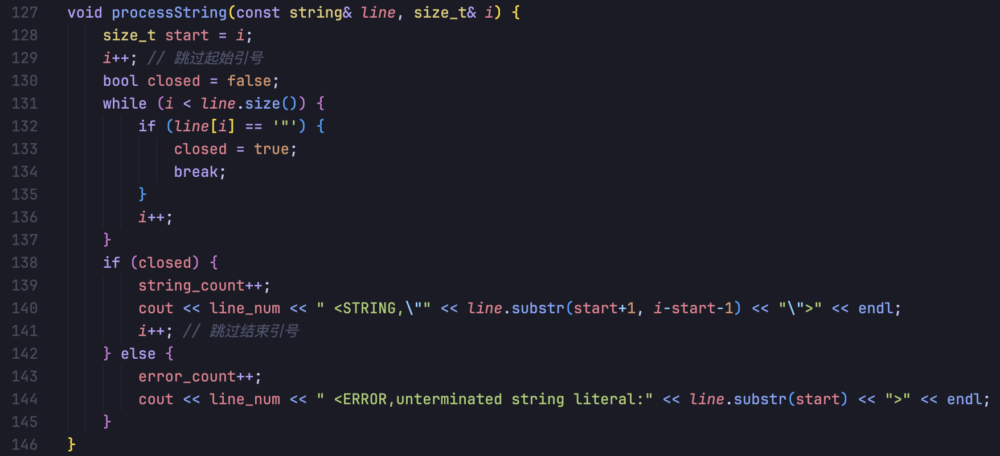 127 void processString(const string& line, size_t& i) {
128     size_t start = i;
129     i++; // 跳过起始引号
130     bool closed = false;
131     while (i < line.size()) {
132         if (line[i] == '"') {
133             closed = true;
134             break;
135         }
136         i++;
137     }
138     if (closed) {
139         string_count++;
140         cout << line_num << " <STRING,\"" << line.substr(start+1, i-start-1) << "\">" << endl;
141         i++; // 跳过结束引号
142     } else {
143         error_count++;
144         cout << line_num << " <ERROR,unterminated string literal:" << line.substr(start) << ">" << endl;
145     }
146 }